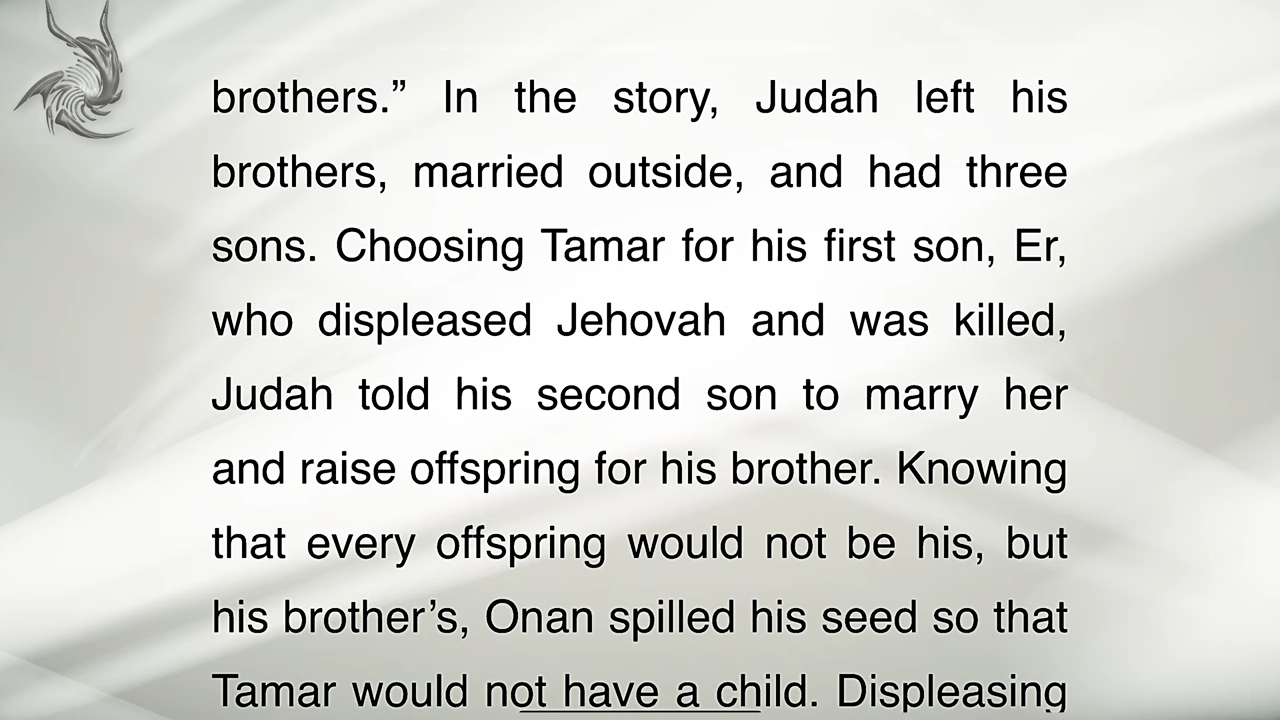 brothers.” In the story, Judah left his
brothers, married outside, and had three
sons. Choosing Tamar for his first son, Er,
who displeased Jehovah and was killed,
Judah told his second son to marry her
and raise offspring for his brother. Knowing
that every offspring would not be his, but
his brother’s, Onan spilled his seed so that
Tamar would not have a child. Displeasing